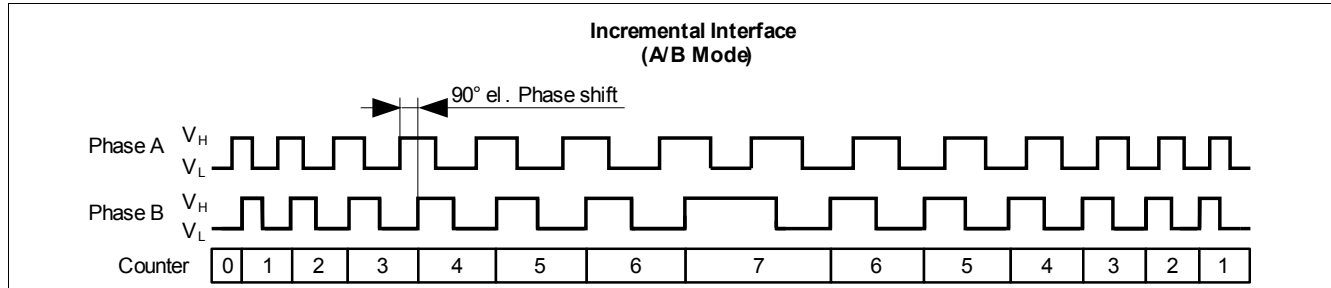 Incremental Interface
(A/B Mode)
90° el . Phase shift
Phase A V_H
V_L
Phase B V_H
V_L
Counter 0 1 2 3 4 5 6 7 6 5 4 3 2 1